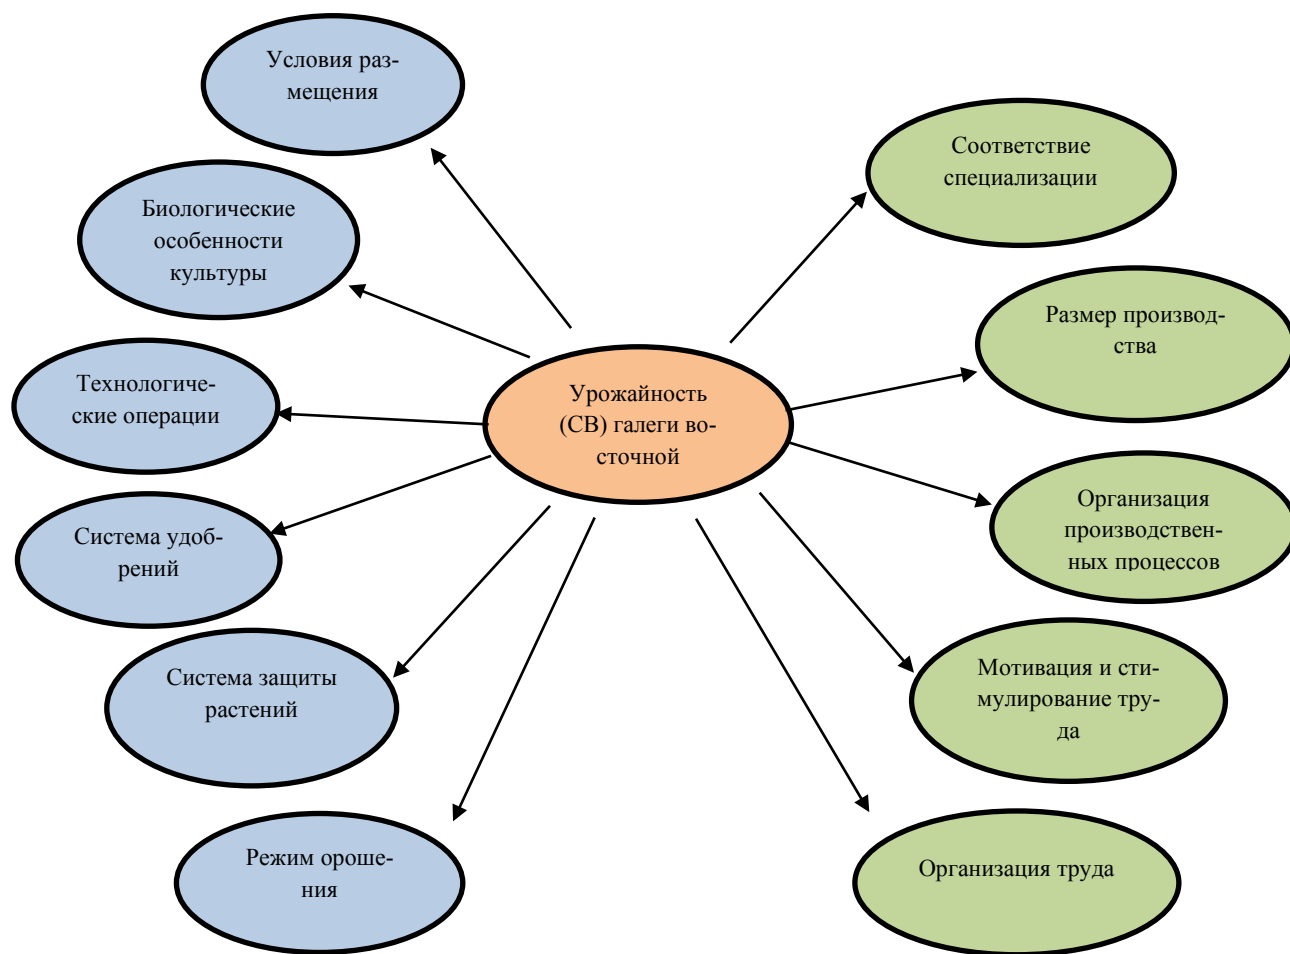 Условия раз-
мещения
Биологические
особенности
культуры
Технологиче-
ские операции
Система удоб-
рений
Система защиты
растений
Режим ороше-
ния
Урожайность
(СВ) галеги во-
сточной
Соответствие
специализации
Размер производ-
ства
Организация
производствен-
ных процессов
Мотивация и сти-
мулирование тру-
да
Организация труда